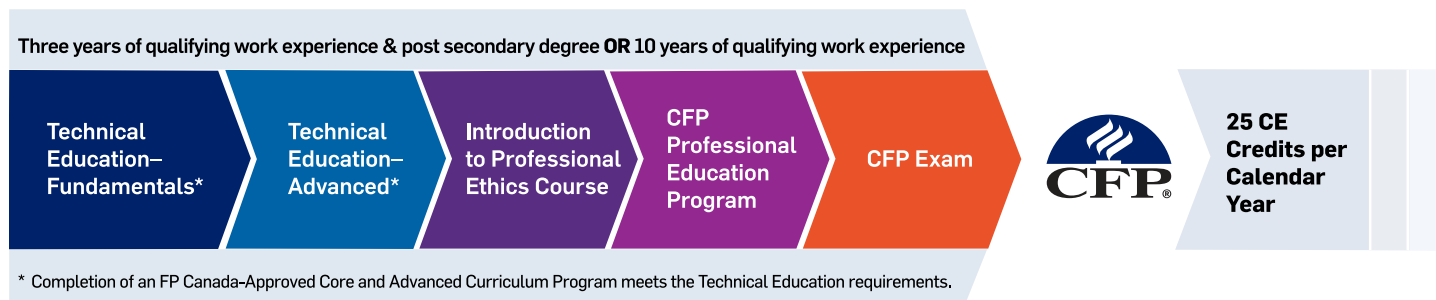 Three years of qualifying work experience & post secondary degree OR 10 years of qualifying work experience
Technical
Education–
Fundamentals*
Technical
Education–
Advanced*
Introduction
to Professional
Ethics Course
CFP
Professional
Education
Program
CFP Exam
CFP®
25 CE
Credits per
Calendar
Year
* Completion of an FP Canada-Approved Core and Advanced Curriculum Program meets the Technical Education requirements.